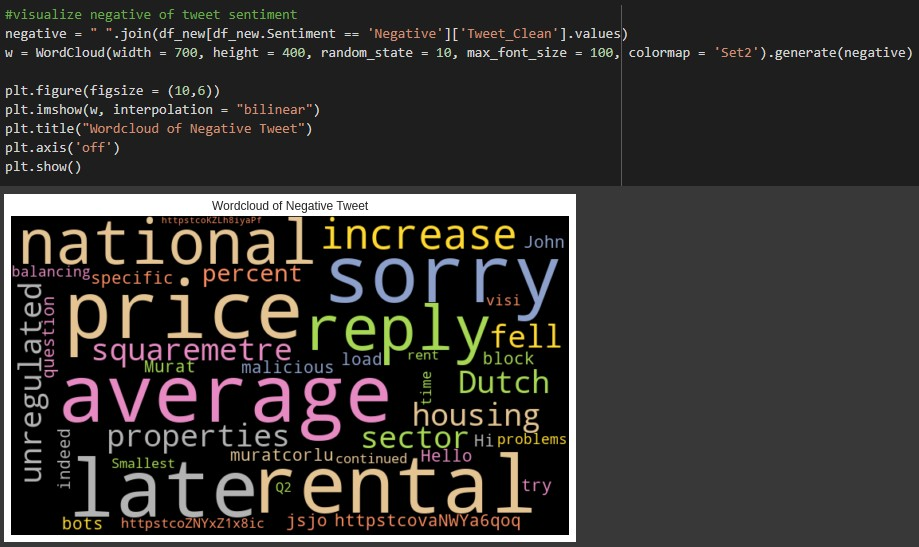 #visualize negative of tweet sentiment
negative = " ".join(df_new[df_new.Sentiment == 'Negative']['Tweet_Clean'].values)
w = WordCloud(width = 700, height = 400, random_state = 10, max_font_size = 100, colormap = 'Set2').generate(negative)
plt.figure(figsize = (10,6))
plt.imshow(w, interpolation = "bilinear")
plt.title("Wordcloud of Negative Tweet")
plt.axis('off')
plt.show()
Wordcloud of Negative Tweet
httpstcoKZLh8iyaPf
national
increase
John
balancing
specific
percent
sorry
visi
unregulated
question
price
reply
fell
squaremetre
load
rent
block
Murat
malicious
average
time
Dutch
housing
properties
sector
Hi
problems
indeed
muratcorlu
continued
Hello
Smallest
late
rental
Q2
try
bots
httpstcoZNYxZ1x8ic
jsjo
httpstcovaNWYa6qoq